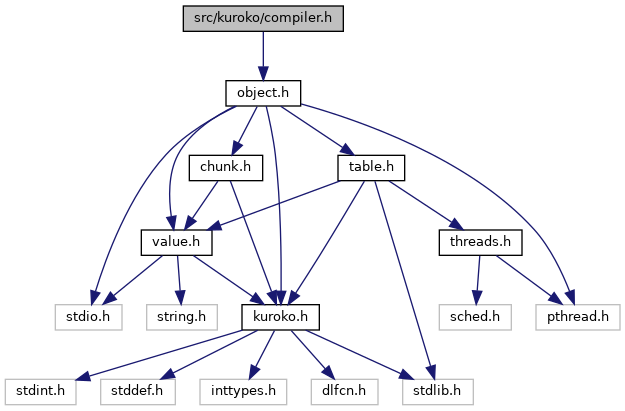 src/kuroko/compiler.h
object.h
chunk.h
table.h
value.h
threads.h
stdio.h
string.h
kuroko.h
sched.h
pthread.h
stdint.h
stddef.h
inttypes.h
dlfcn.h
stdlib.h